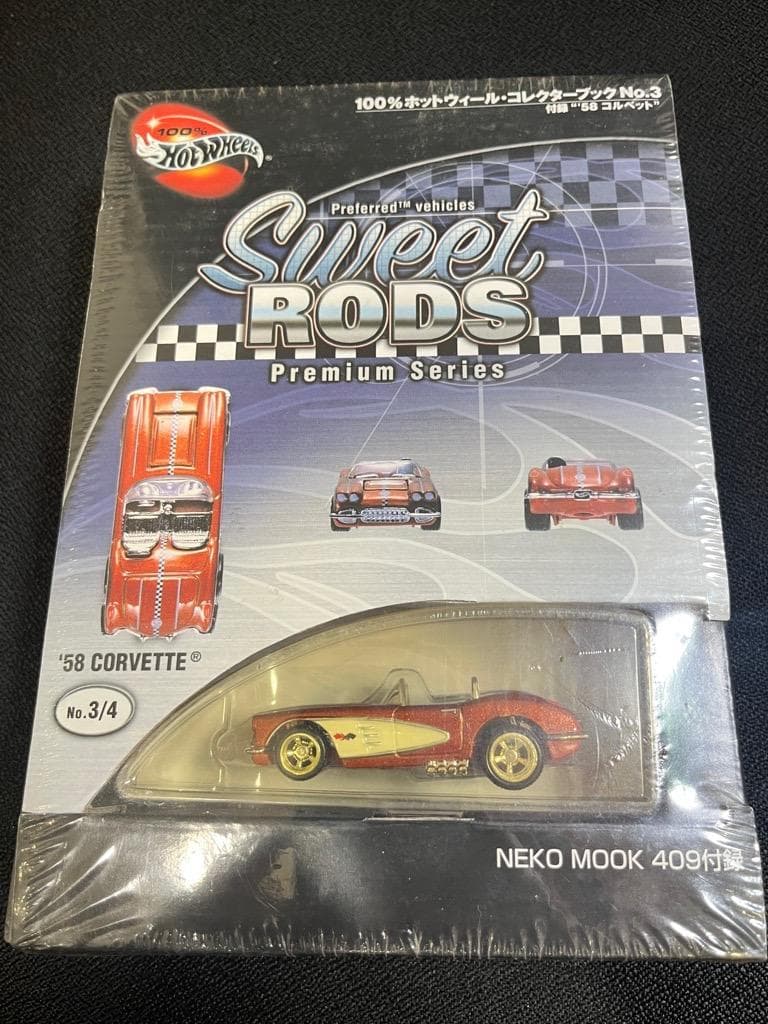 100%ホットウィール・コレクターブック No.3
付録"'58 コルベット"
100%
HOT WHEELS®
Preferred™ vehicles
Sweet
RODS
Premium Series
'58 CORVETTE®
No.3/4
NEKO MOOK 409付録